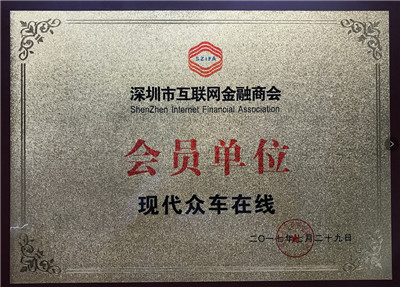 SZIFA
深圳市互联网金融商会
ShenZhen Internet Financial Association
会员单位
现代众车在线
二〇一七年七月二十九日